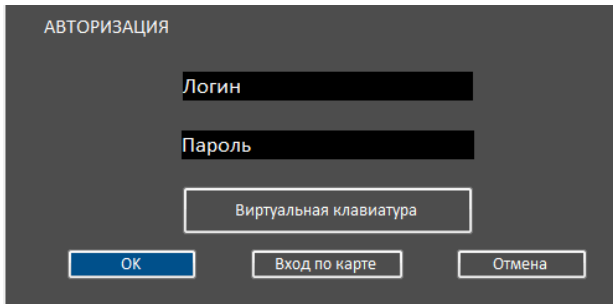 АВТОРИЗАЦИЯ
Логин
Пароль
Виртуальная клавиатура
ОК
Вход по карте
Отмена